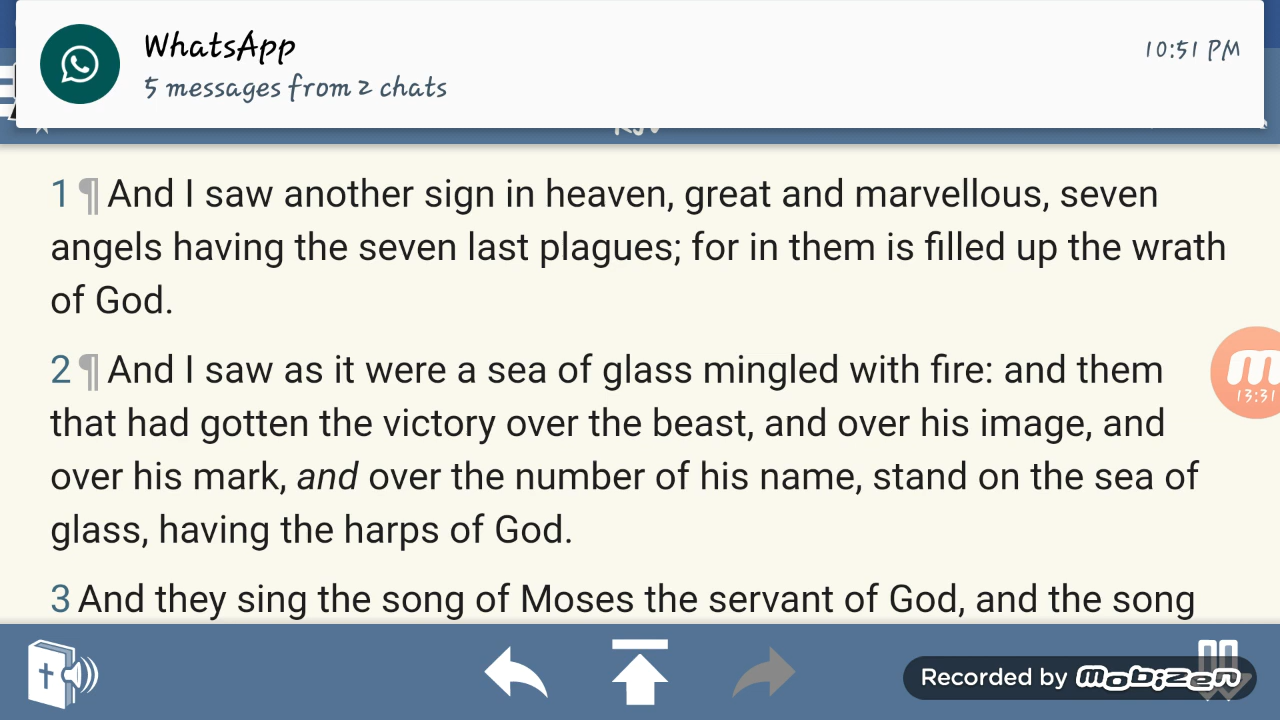 WhatsApp
10:51 PM
5 messages from 2 chats
1 ¶ And I saw another sign in heaven, great and marvellous, seven
angels having the seven last plagues; for in them is filled up the wrath
of God.
2 ¶ And I saw as it were a sea of glass mingled with fire: and them
that had gotten the victory over the beast, and over his image, and
over his mark, and over the number of his name, stand on the sea of
glass, having the harps of God.
3 And they sing the song of Moses the servant of God, and the song
13:31
Recorded by mobizen